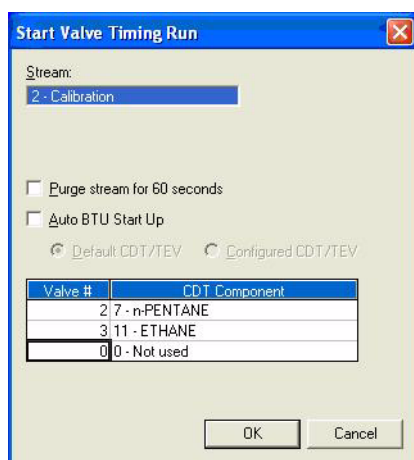 Start Valve Timing Run
Stream:
2 - Calibration
Purge stream for 60 seconds
Auto BTU Start Up
Default CDT/TEV Configured CDT/TEV
Valve # CDT Component
2 7 - n-PENTANE
3 11 - ETHANE
0 0 - Not used
OK Cancel